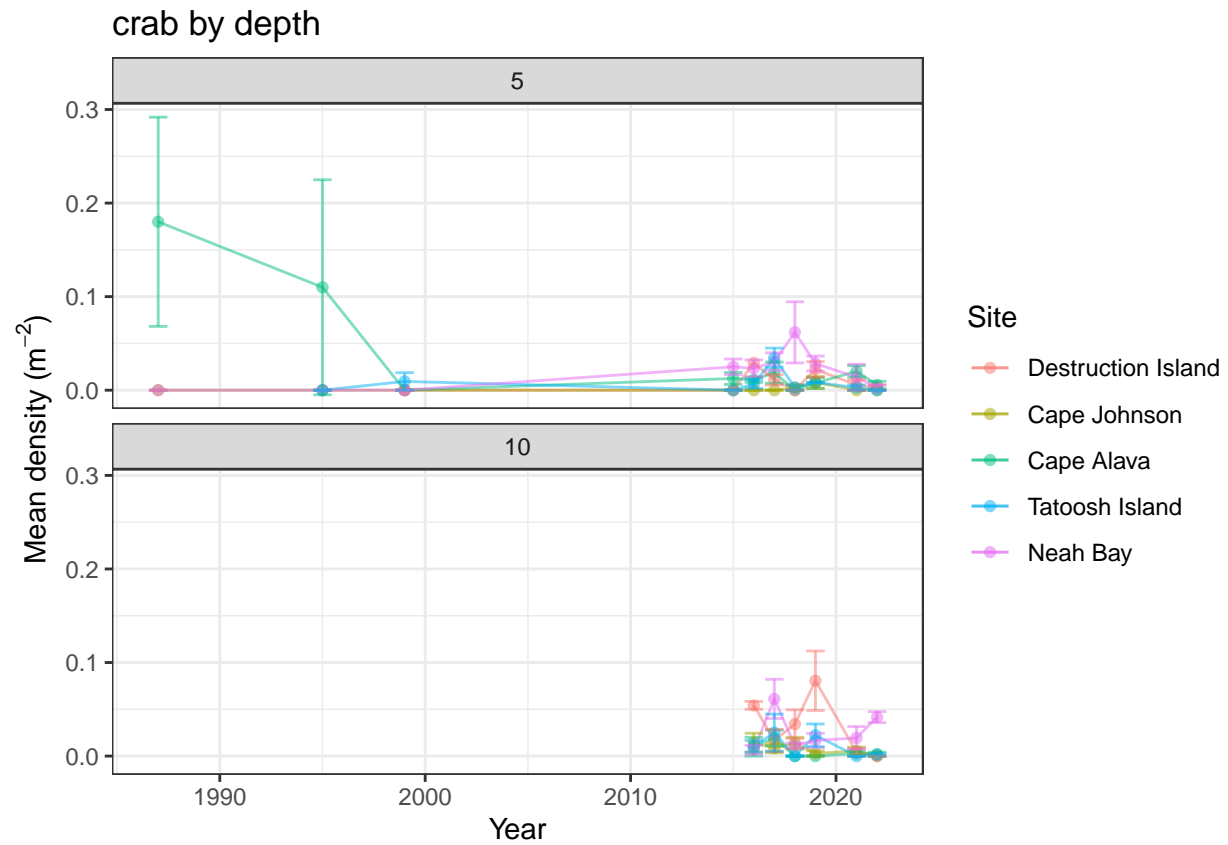 crab by depth
5
0.3
0.2
0.1
0.0
10
0.3
0.2
0.1
0.0
Mean density (m⁻²)
1990 2000 2010 2020
Year
Site
Destruction Island
Cape Johnson
Cape Alava
Tatoosh Island
Neah Bay